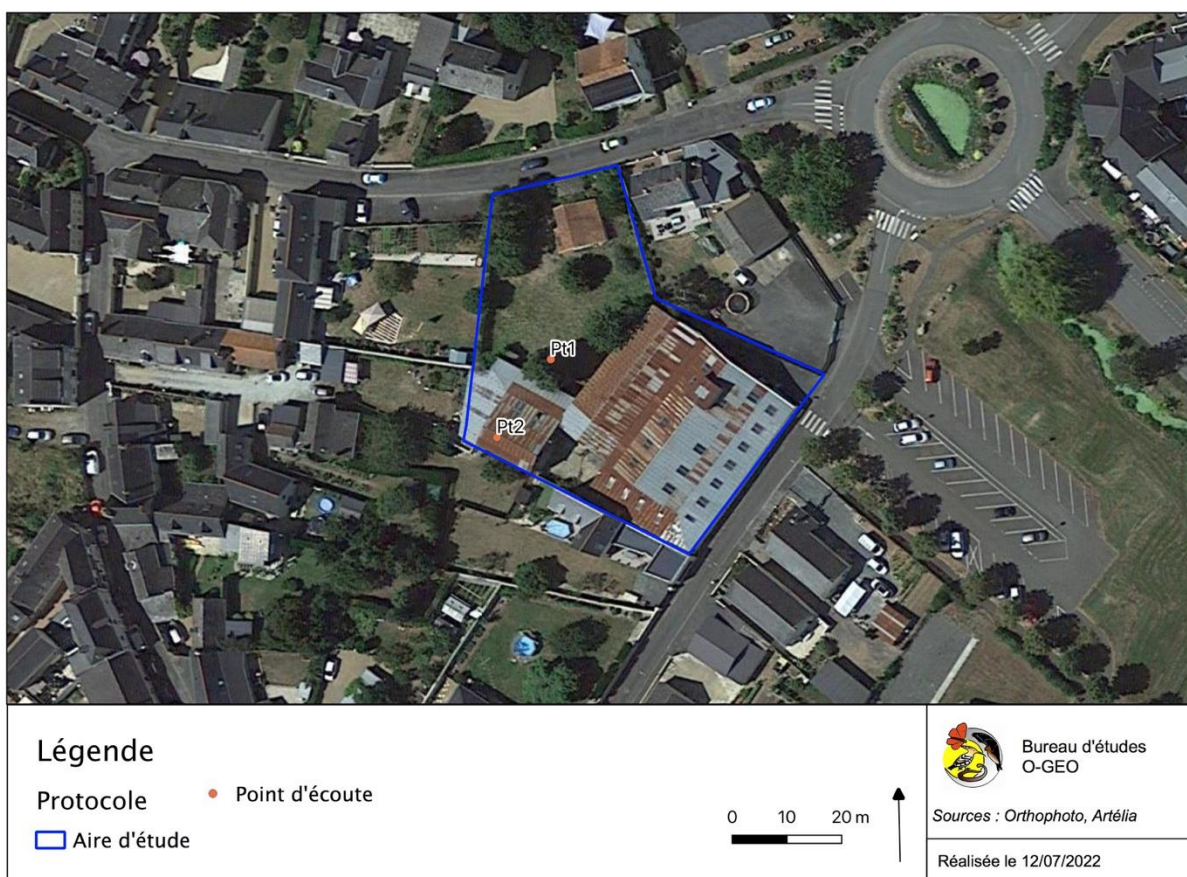 Pt1
Pt2
Légende
Protocole
Point d'écoute
Aire d'étude
0 10 20 m
Bureau d'études
O-GEO
Sources : Orthophoto, Artélia
Réalisée le 12/07/2022